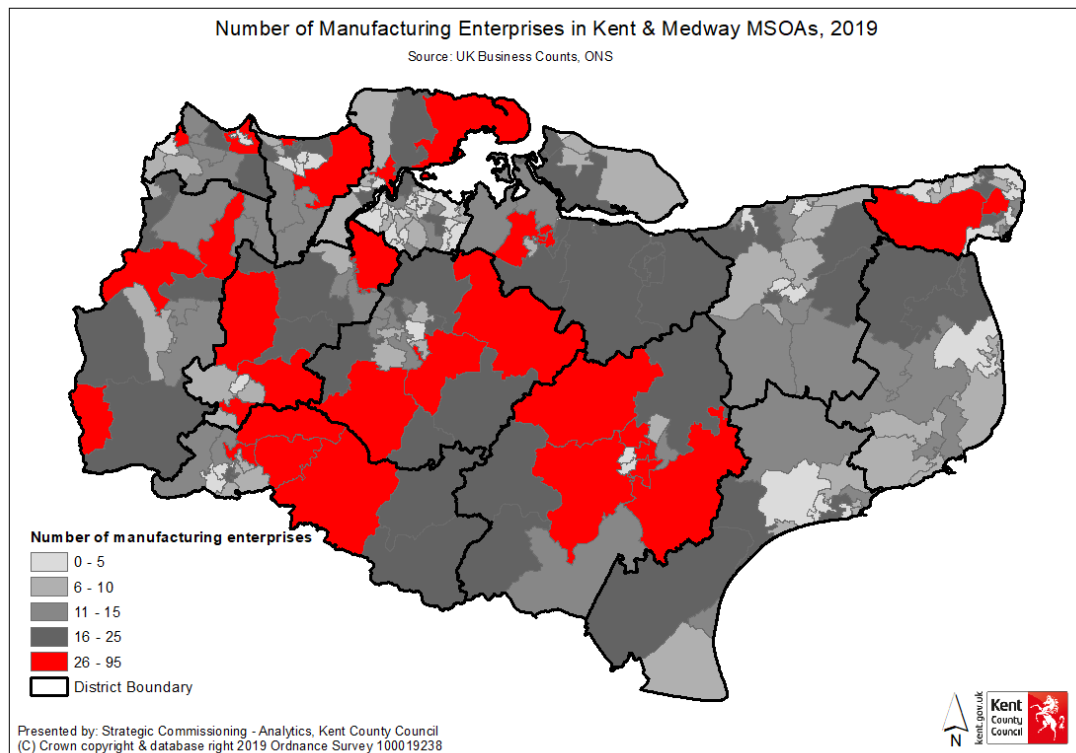 Number of Manufacturing Enterprises in Kent & Medway MSOAs, 2019
Source: UK Business Counts, ONS
Number of manufacturing enterprises
0 - 5
6 - 10
11 - 15
16 - 25
26 - 95
District Boundary
Presented by: Strategic Commissioning - Analytics, Kent County Council
(C) Crown copyright & database right 2019 Ordnance Survey 100019238
N
kent.gov.uk
Kent
County
Council